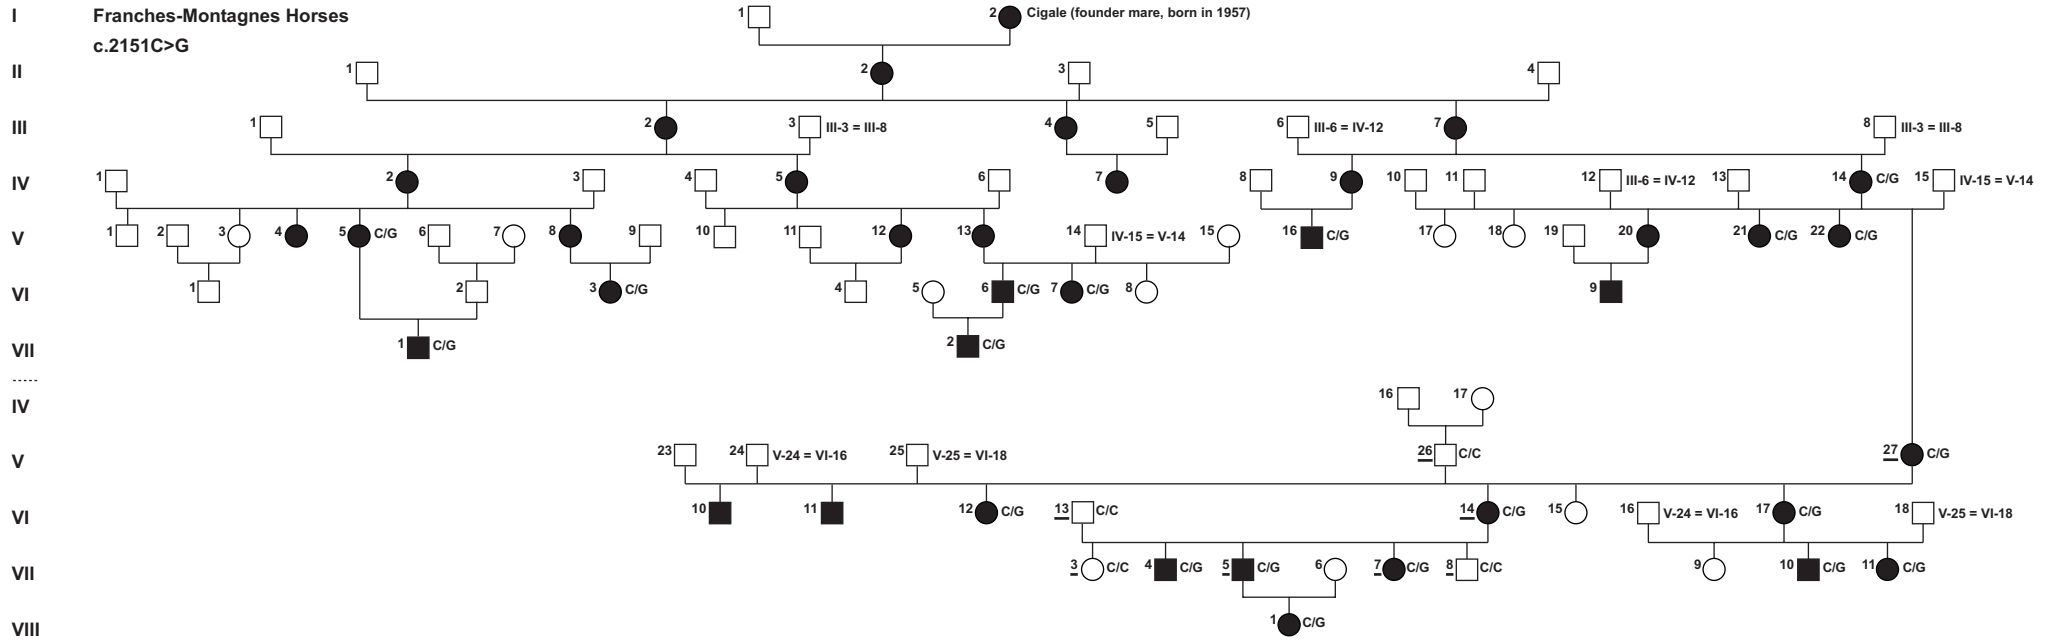 I Franches-Montagnes Horses 1 2 Cigale (founder mare, born in 1957)
c.2151C>G
II 1 2 3 4
III 1 2 3 III-3 = III-8 4 5 6 III-6 = IV-12 7 8 III-3 = III-8
IV 1 2 3 4 5 6 7 8 9 10 11 12 III-6 = IV-12 13 14 C/G 15 IV-15 = V-14
V 1 2 3 4 5 C/G 6 7 8 9 10 11 12 13 14 IV-15 = V-14 15 16 C/G 17 18 19 20 21 C/G 22 C/G
VI 1 2 3 C/G 4 5 6 C/G 7 C/G 8 9
VII 1 C/G 2 C/G
-----
IV 16 17
V 23 24 V-24 = VI-16 25 V-25 = VI-18 26 C/C 27 C/G
VI 10 11 12 C/G 13 C/C 14 C/G 15 16 V-24 = VI-16 17 C/G 18 V-25 = VI-18
VII 3 C/C 4 C/G 5 C/G 6 7 C/G 8 C/C 9 10 C/G 11 C/G
VIII 1 C/G